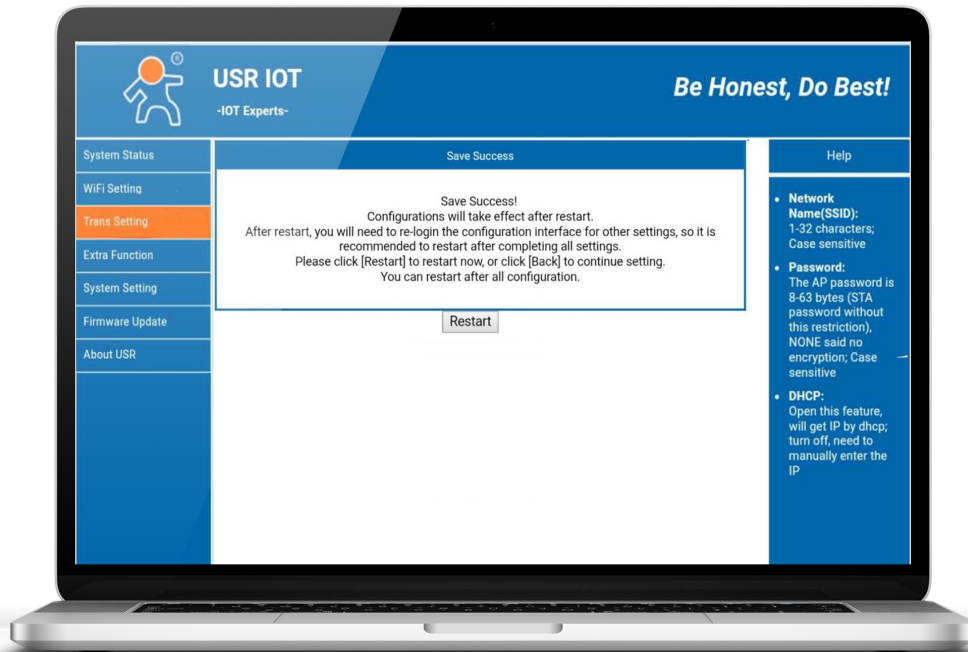 ®
USR IOT
-IOT Experts-
Be Honest, Do Best!
System Status
WiFi Setting
Trans Setting
Extra Function
System Setting
Firmware Update
About USR
Save Success
Save Success!
Configurations will take effect after restart.
After restart, you will need to re-login the configuration interface for other settings, so it is
recommended to restart after completing all settings.
Please click [Restart] to restart now, or click [Back] to continue setting.
You can restart after all configuration.
Restart
Help
• Network
Name(SSID):
1-32 characters;
Case sensitive
• Password:
The AP password is
8-63 bytes (STA
password without
this restriction),
NONE said no
encryption; Case
sensitive
• DHCP:
Open this feature,
will get IP by dhcp;
turn off, need to
manually enter the
IP